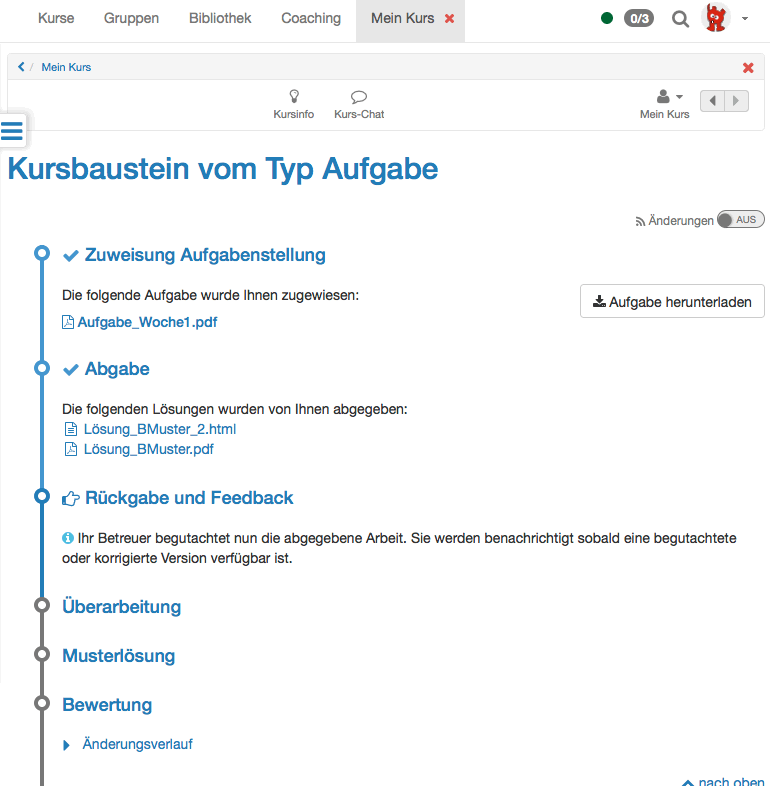 Kurse Gruppen Bibliothek Coaching Mein Kurs 0/3
/ Mein Kurs
Kursinfo Kurs-Chat Mein Kurs
Kursbaustein vom Typ Aufgabe
Änderungen AUS
Zuweisung Aufgabenstellung
Die folgende Aufgabe wurde Ihnen zugewiesen:
Aufgabe herunterladen
Aufgabe_Woche1.pdf
Abgabe
Die folgenden Lösungen wurden von Ihnen abgegeben:
Lösung_BMuster_2.html
Lösung_BMuster.pdf
Rückgabe und Feedback
Ihr Betreuer begutachtet nun die abgegebene Arbeit. Sie werden benachrichtigt sobald eine begutachtete
oder korrigierte Version verfügbar ist.
Überarbeitung
Musterlösung
Bewertung
Änderungsverlauf
nach oben